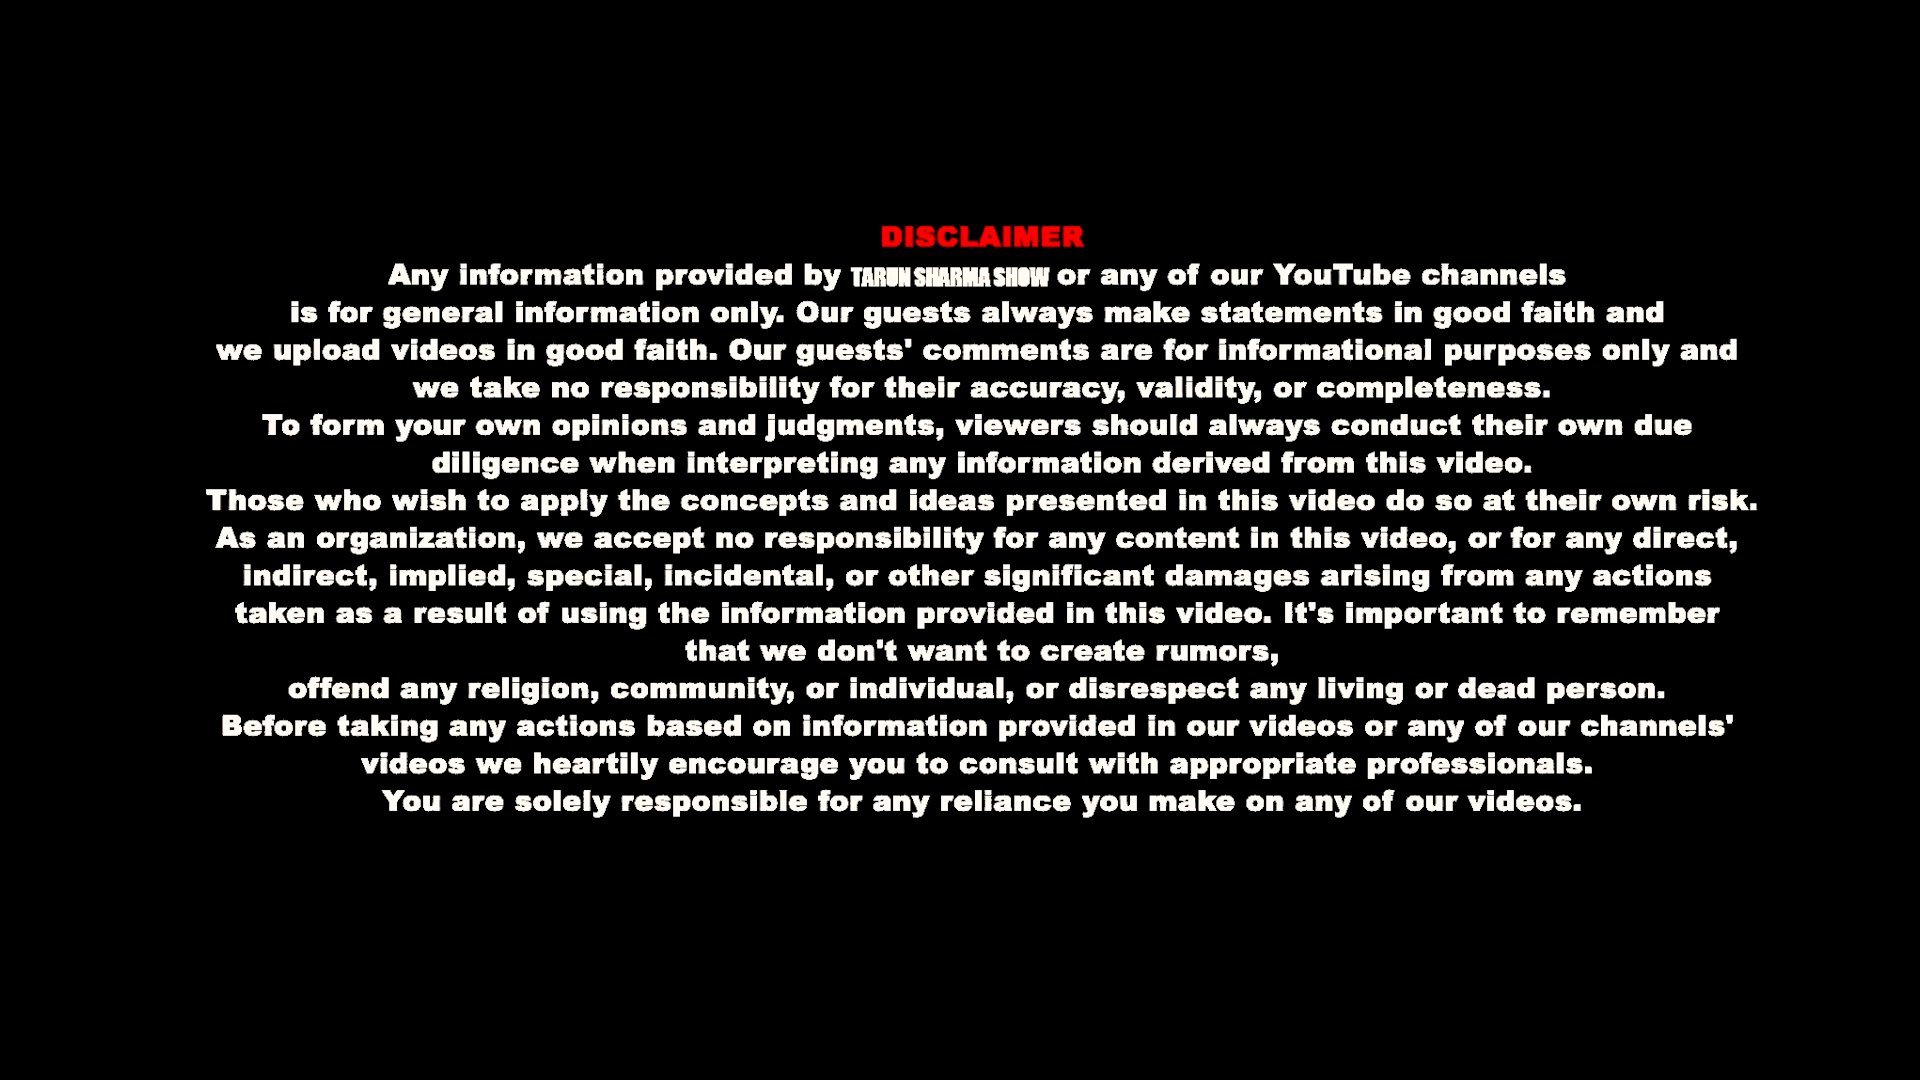 DISCLAIMER
Any information provided by TARUN SHARMA SHOW or any of our YouTube channels
is for general information only. Our guests always make statements in good faith and
we upload videos in good faith. Our guests' comments are for informational purposes only and
we take no responsibility for their accuracy, validity, or completeness.
To form your own opinions and judgments, viewers should always conduct their own due
diligence when interpreting any information derived from this video.
Those who wish to apply the concepts and ideas presented in this video do so at their own risk.
As an organization, we accept no responsibility for any content in this video, or for any direct,
indirect, implied, special, incidental, or other significant damages arising from any actions
taken as a result of using the information provided in this video. It's important to remember
that we don't want to create rumors,
offend any religion, community, or individual, or disrespect any living or dead person.
Before taking any actions based on information provided in our videos or any of our channels'
videos we heartily encourage you to consult with appropriate professionals.
You are solely responsible for any reliance you make on any of our videos.